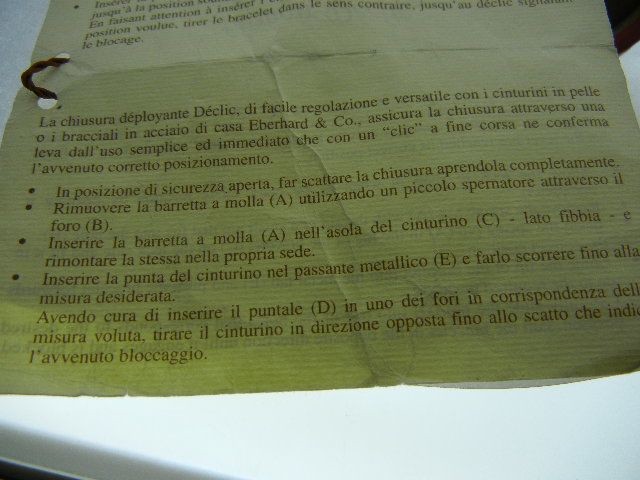 • Insérer la
jusqu'à la position
En faisant attention à insérer l'
position voulue, tirer le bracelet dans le sens contraire, jusqu'au déclic signalant
le blocage.
La chiusura déployante Déclic, di facile regolazione e versatile con i cinturini in pelle
o i bracciali in acciaio di casa Eberhard & Co., assicura la chiusura attraverso una
leva dall'uso semplice ed immediato che con un "clic" a fine corsa ne conferma
l'avvenuto corretto posizionamento.
• In posizione di sicurezza aperta, far scattare la chiusura aprendola completamente.
• Rimuovere la barretta a molla (A) utilizzando un piccolo spernatore attraverso il
foro (B).
• Inserire la barretta a molla (A) nell'asola del cinturino (C) - lato fibbia - e
rimontare la stessa nella propria sede.
• Inserire la punta del cinturino nel passante metallico (E) e farlo scorrere fino alla
misura desiderata.
Avendo cura di inserire il puntale (D) in uno dei fori in corrispondenza dell
misura voluta, tirare il cinturino in direzione opposta fino allo scatto che indic
l'avvenuto bloccaggio.